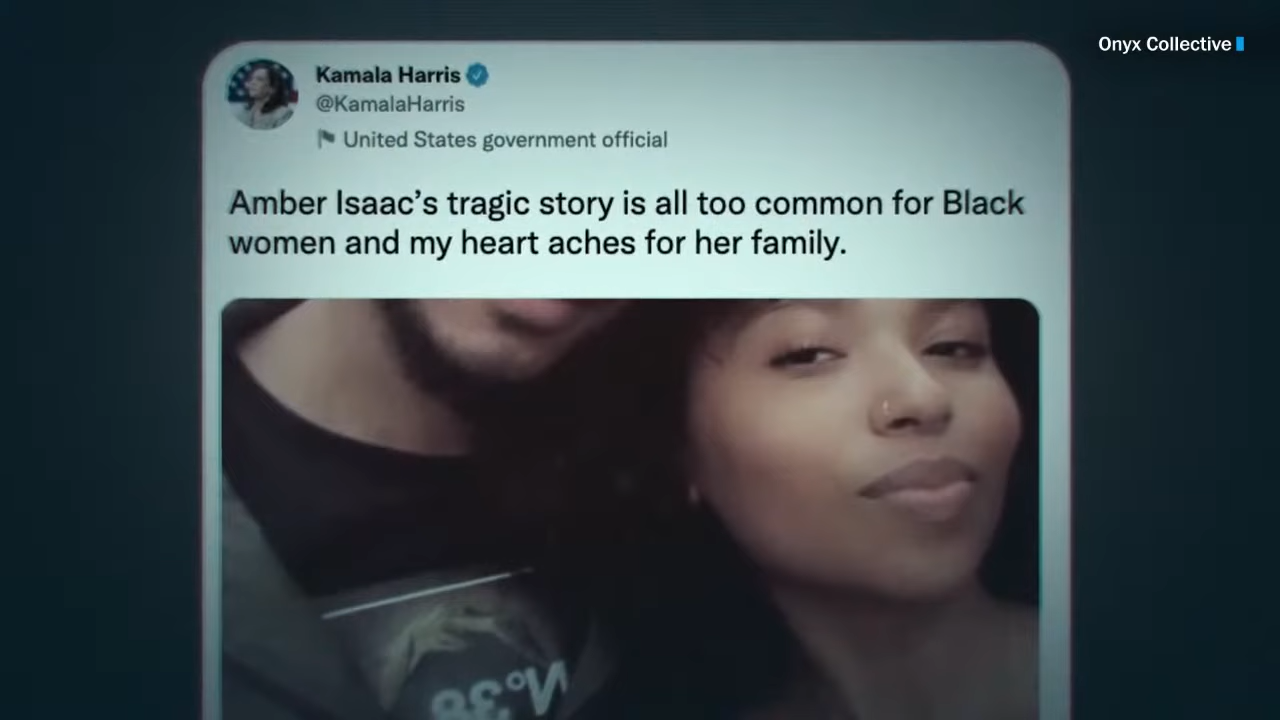 Onyx Collective
Kamala Harris
@KamalaHarris
United States government official
Amber Isaac’s tragic story is all too common for Black
women and my heart aches for her family.
N°.38